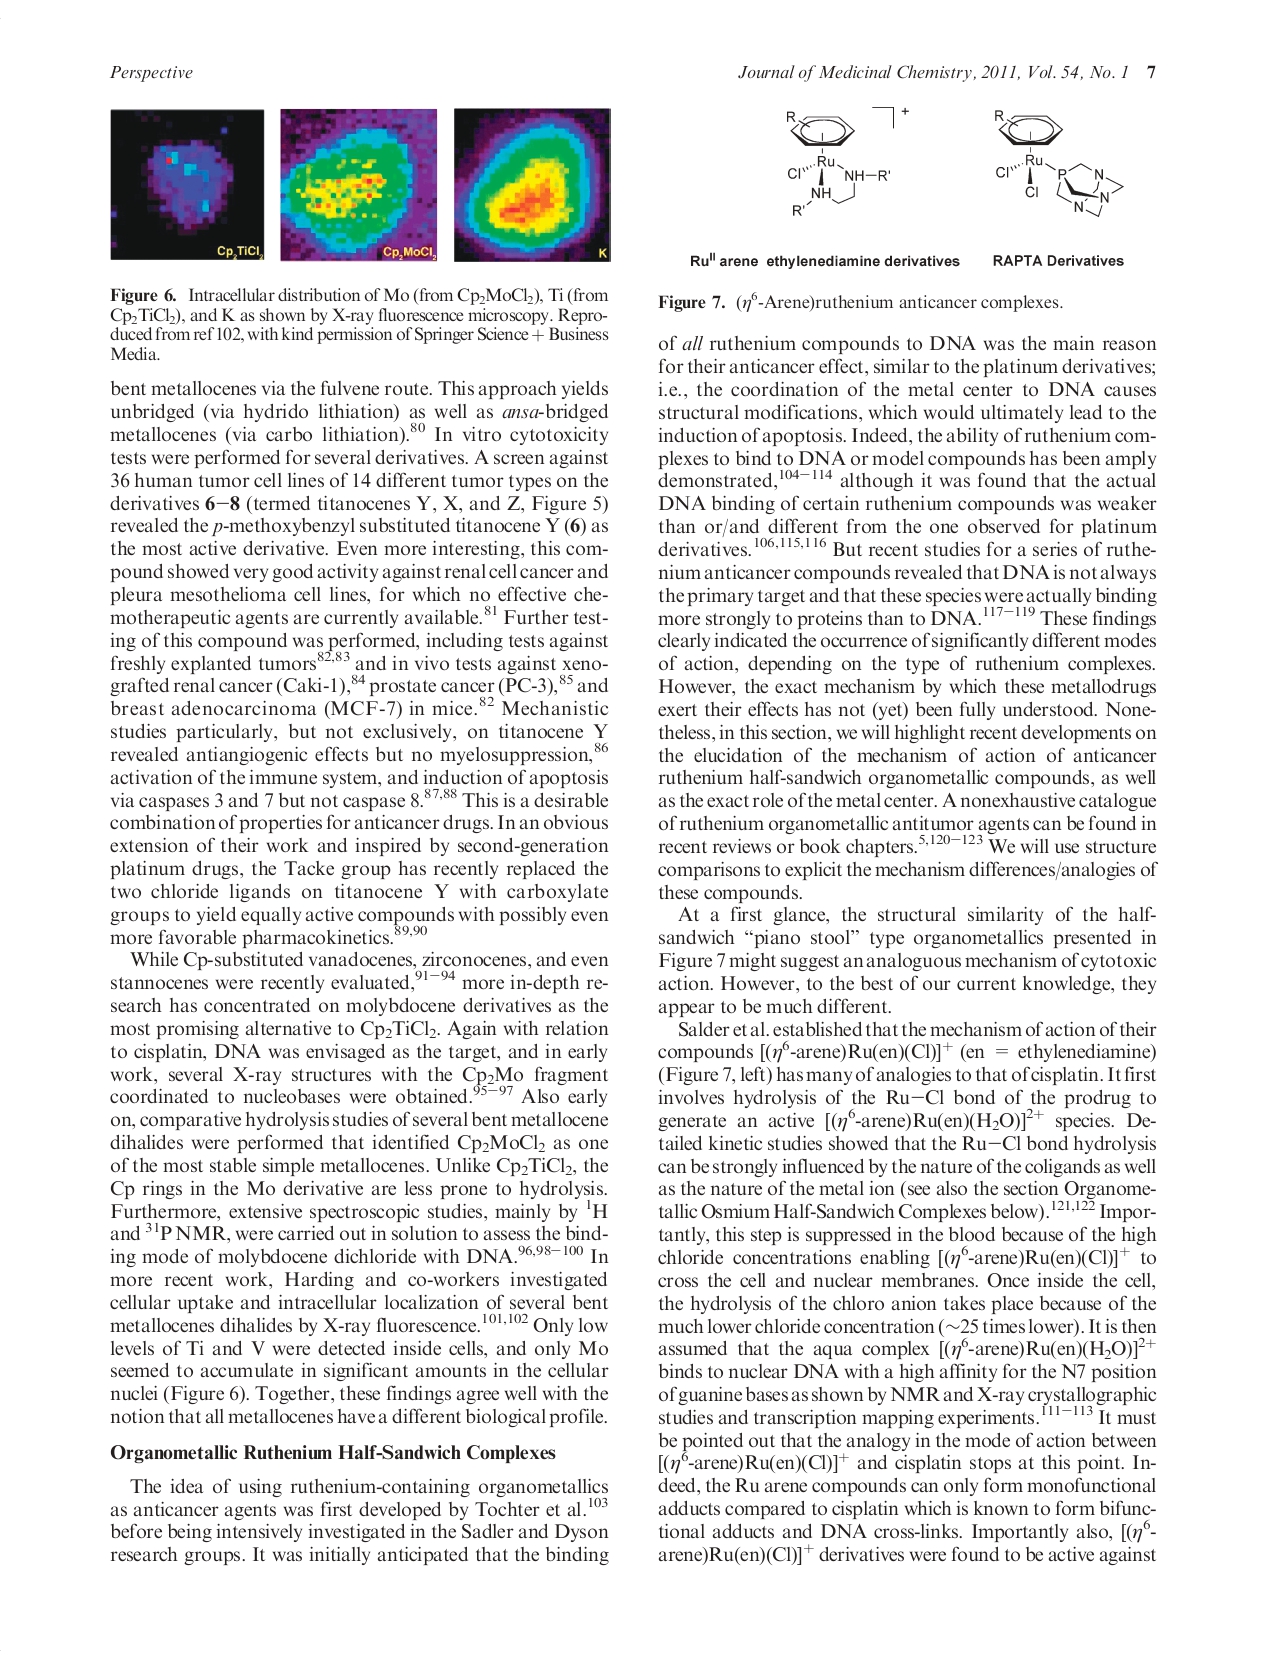 Perspective
Journal of Medicinal Chemistry, 2011, Vol. 54, No. 1 7
Cp2TiCl2
Cp2MoCl2
K
Figure 6. Intracellular distribution of Mo (from Cp2MoCl2), Ti (from
Cp2TiCl2), and K as shown by X-ray fluorescence microscopy. Repro-
duced from ref 102, with kind permission of Springer Science + Business
Media.
bent metallocenes via the fulvene route. This approach yields
unbridged (via hydrido lithiation) as well as ansa-bridged
metallocenes (via carbo lithiation).80 In vitro cytotoxicity
tests were performed for several derivatives. A screen against
36 human tumor cell lines of 14 different tumor types on the
derivatives 6−8 (termed titanocenes Y, X, and Z, Figure 5)
revealed the p-methoxybenzyl substituted titanocene Y (6) as
the most active derivative. Even more interesting, this com-
pound showed very good activity against renal cell cancer and
pleura mesothelioma cell lines, for which no effective che-
motherapeutic agents are currently available.81 Further test-
ing of this compound was performed, including tests against
freshly explanted tumors82,83 and in vivo tests against xeno-
grafted renal cancer (Caki-1),84 prostate cancer (PC-3),85 and
breast adenocarcinoma (MCF-7) in mice.82 Mechanistic
studies particularly, but not exclusively, on titanocene Y
revealed antiangiogenic effects but no myelosuppression,86
activation of the immune system, and induction of apoptosis
via caspases 3 and 7 but not caspase 8.87,88 This is a desirable
combination of properties for anticancer drugs. In an obvious
extension of their work and inspired by second-generation
platinum drugs, the Tacke group has recently replaced the
two chloride ligands on titanocene Y with carboxylate
groups to yield equally active compounds with possibly even
more favorable pharmacokinetics.89,90
While Cp-substituted vanadocenes, zirconocenes, and even
stannocenes were recently evaluated,91−94 more in-depth re-
search has concentrated on molybdocene derivatives as the
most promising alternative to Cp2TiCl2. Again with relation
to cisplatin, DNA was envisaged as the target, and in early
work, several X-ray structures with the Cp2Mo fragment
coordinated to nucleobases were obtained.95−97 Also early
on, comparative hydrolysis studies of several bent metallocene
dihalides were performed that identified Cp2MoCl2 as one
of the most stable simple metallocenes. Unlike Cp2TiCl2, the
Cp rings in the Mo derivative are less prone to hydrolysis.
Furthermore, extensive spectroscopic studies, mainly by 1H
and 31P NMR, were carried out in solution to assess the bind-
ing mode of molybdocene dichloride with DNA.96,98−100 In
more recent work, Harding and co-workers investigated
cellular uptake and intracellular localization of several bent
metallocenes dihalides by X-ray fluorescence.101,102 Only low
levels of Ti and V were detected inside cells, and only Mo
seemed to accumulate in significant amounts in the cellular
nuclei (Figure 6). Together, these findings agree well with the
notion that all metallocenes have a different biological profile.
Organometallic Ruthenium Half-Sandwich Complexes
The idea of using ruthenium-containing organometallics
as anticancer agents was first developed by Tochter et al.103
before being intensively investigated in the Sadler and Dyson
research groups. It was initially anticipated that the binding
R
+
Ru
Cl
NH−R'
NH
R'
R
Ru
Cl
P
Cl
N
N
N
RuII arene ethylenediamine derivatives
RAPTA Derivatives
Figure 7. (η6-Arene)ruthenium anticancer complexes.
of all ruthenium compounds to DNA was the main reason
for their anticancer effect, similar to the platinum derivatives;
i.e., the coordination of the metal center to DNA causes
structural modifications, which would ultimately lead to the
induction of apoptosis. Indeed, the ability of ruthenium com-
plexes to bind to DNA or model compounds has been amply
demonstrated,104−114 although it was found that the actual
DNA binding of certain ruthenium compounds was weaker
than or/and different from the one observed for platinum
derivatives.106,115,116 But recent studies for a series of ruthe-
nium anticancer compounds revealed that DNA is not always
the primary target and that these species were actually binding
more strongly to proteins than to DNA.117−119 These findings
clearly indicated the occurrence of significantly different modes
of action, depending on the type of ruthenium complexes.
However, the exact mechanism by which these metallodrugs
exert their effects has not (yet) been fully understood. None-
theless, in this section, we will highlight recent developments on
the elucidation of the mechanism of action of anticancer
ruthenium half-sandwich organometallic compounds, as well
as the exact role of the metal center. A nonexhaustive catalogue
of ruthenium organometallic antitumor agents can be found in
recent reviews or book chapters.5,120−123 We will use structure
comparisons to explicit the mechanism differences/analogies of
these compounds.
At a first glance, the structural similarity of the half-
sandwich “piano stool” type organometallics presented in
Figure 7 might suggest an analoguous mechanism of cytotoxic
action. However, to the best of our current knowledge, they
appear to be much different.
Salder et al. established that the mechanism of action of their
compounds [(η6-arene)Ru(en)(Cl)]+ (en = ethylenediamine)
(Figure 7, left) has many of analogies to that of cisplatin. It first
involves hydrolysis of the Ru−Cl bond of the prodrug to
generate an active [(η6-arene)Ru(en)(H2O)]2+ species. De-
tailed kinetic studies showed that the Ru−Cl bond hydrolysis
can be strongly influenced by the nature of the coligands as well
as the nature of the metal ion (see also the section Organome-
tallic Osmium Half-Sandwich Complexes below).121,122 Impor-
tantly, this step is suppressed in the blood because of the high
chloride concentrations enabling [(η6-arene)Ru(en)(Cl)]+ to
cross the cell and nuclear membranes. Once inside the cell,
the hydrolysis of the chloro anion takes place because of the
much lower chloride concentration (∼25 times lower). It is then
assumed that the aqua complex [(η6-arene)Ru(en)(H2O)]2+
binds to nuclear DNA with a high affinity for the N7 position
of guanine bases as shown by NMR and X-ray crystallographic
studies and transcription mapping experiments.111−113 It must
be pointed out that the analogy in the mode of action between
[(η6-arene)Ru(en)(Cl)]+ and cisplatin stops at this point. In-
deed, the Ru arene compounds can only form monofunctional
adducts compared to cisplatin which is known to form bifunc-
tional adducts and DNA cross-links. Importantly also, [(η6-
arene)Ru(en)(Cl)]+ derivatives were found to be active against